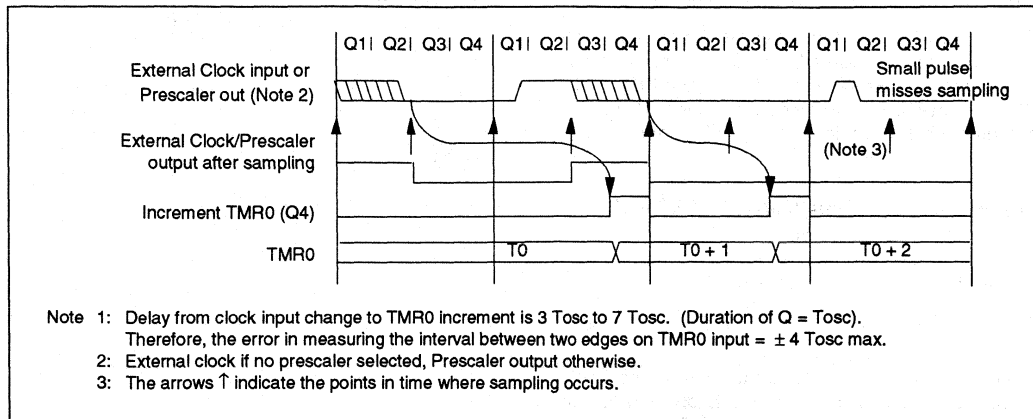 Q1| Q2| Q3| Q4 Q1| Q2| Q3| Q4 Q1| Q2| Q3| Q4 Q1| Q2| Q3| Q4
External Clock input or
Prescaler out (Note 2)
Small pulse
misses sampling
External Clock/Prescaler
output after sampling
(Note 3)
Increment TMR0 (Q4)
TMR0
T0
T0 + 1
T0 + 2
Note 1: Delay from clock input change to TMR0 increment is 3 Tosc to 7 Tosc. (Duration of Q = Tosc).
Therefore, the error in measuring the interval between two edges on TMR0 input = ± 4 Tosc max.
2: External clock if no prescaler selected, Prescaler output otherwise.
3: The arrows ↑ indicate the points in time where sampling occurs.